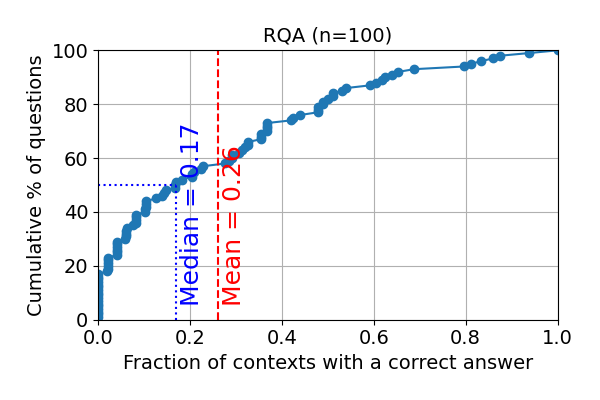 RQA (n=100)
Cumulative % of questions
100
80
60
40
20
0
Median = 0.17
Mean = 0.26
0.0 0.2 0.4 0.6 0.8 1.0
Fraction of contexts with a correct answer